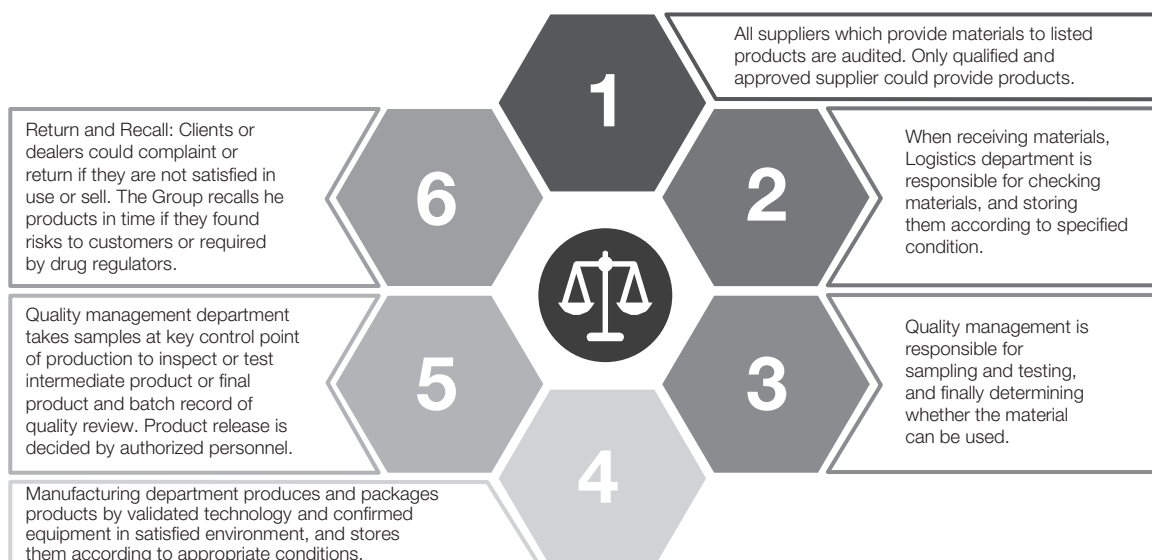 1
All suppliers which provide materials to listed
products are audited. Only qualified and
approved supplier could provide products.
2
When receiving materials,
Logistics department is
responsible for checking
materials, and storing
them according to specified
condition.
3
Quality management is
responsible for
sampling and testing,
and finally determining
whether the material
can be used.
4
Manufacturing department produces and packages
products by validated technology and confirmed
equipment in satisfied environment, and stores
them according to appropriate conditions.
5
Quality management department
takes samples at key control point
of production to inspect or test
intermediate product or final
product and batch record of
quality review. Product release is
decided by authorized personnel.
6
Return and Recall: Clients or
dealers could complaint or
return if they are not satisfied in
use or sell. The Group recalls he
products in time if they found
risks to customers or required
by drug regulators.